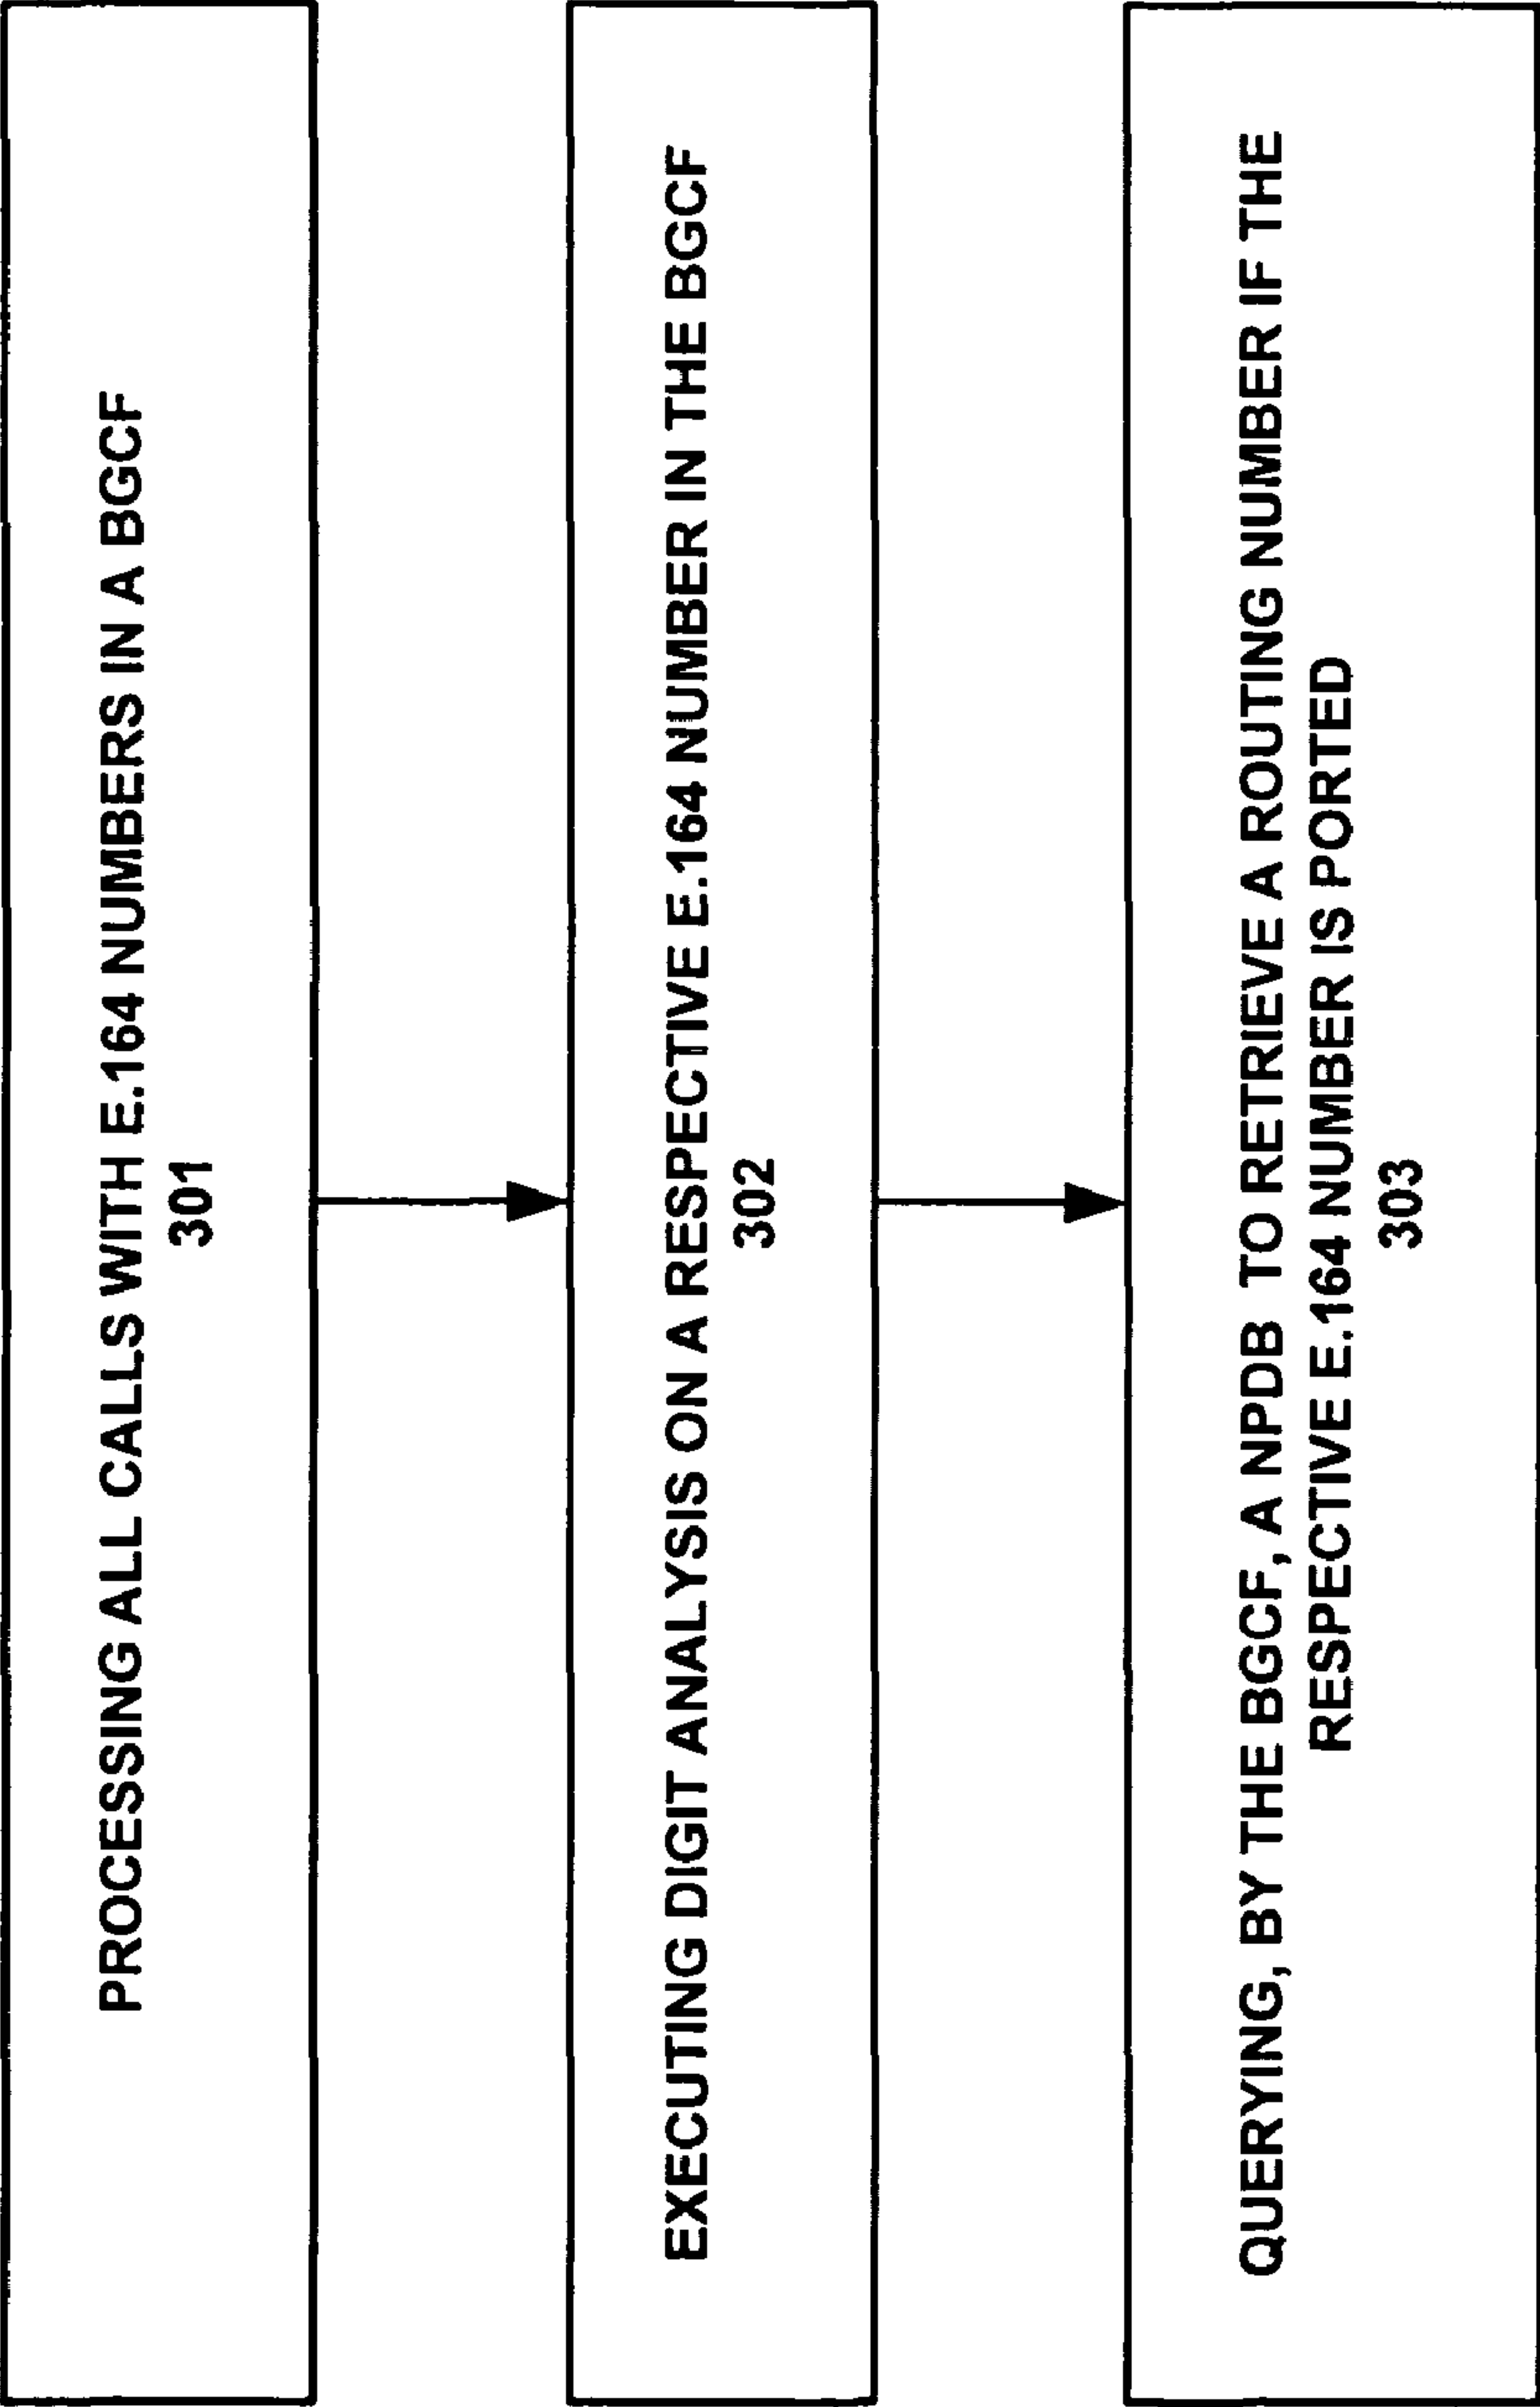 PROCESSING ALL CALLS WITH E.164 NUMBERS IN A BGCF
301
EXECUTING DIGIT ANALYSIS ON A RESPECTIVE E.164 NUMBER IN THE BGCF
302
QUERYING, BY THE BGCF, A NPDB TO RETRIEVE A ROUTING NUMBER IF THE
RESPECTIVE E.164 NUMBER IS PORTED
303